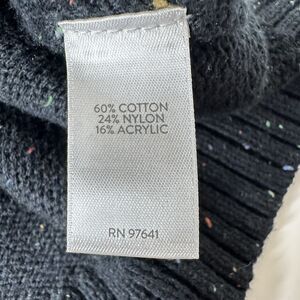 60% COTTON
24% NYLON
16% ACRYLIC
RN 97641